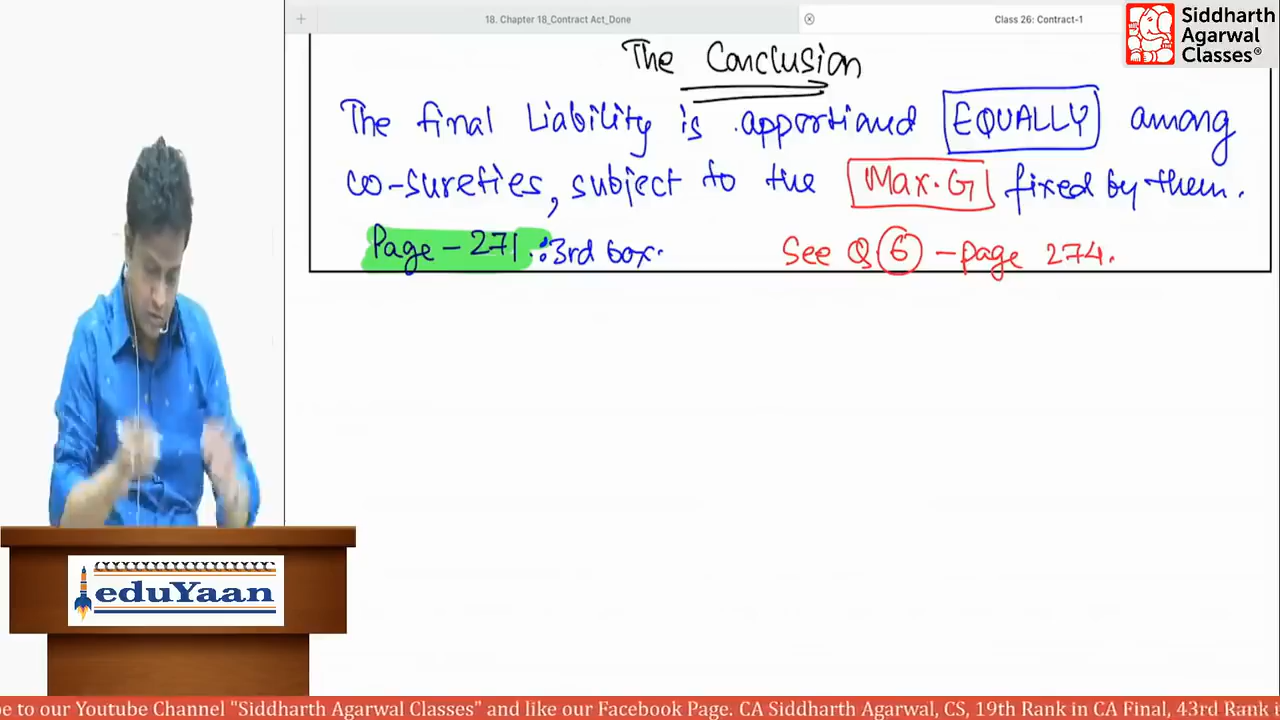 18. Chapter 18_Contract Act_Done
Class 26: Contract-1
Siddharth
Agarwal
Classes®
The Conclusion
The final Liability is apportioned EQUALLY among
co-sureties, subject to the Max. G fixed by them.
Page - 271 : 3rd box.
See Q 6 - page 274.
eduYaan
be to our Youtube Channel "Siddharth Agarwal Classes" and like our Facebook Page. CA Siddharth Agarwal, CS, 19th Rank in CA Final, 43rd Rank i